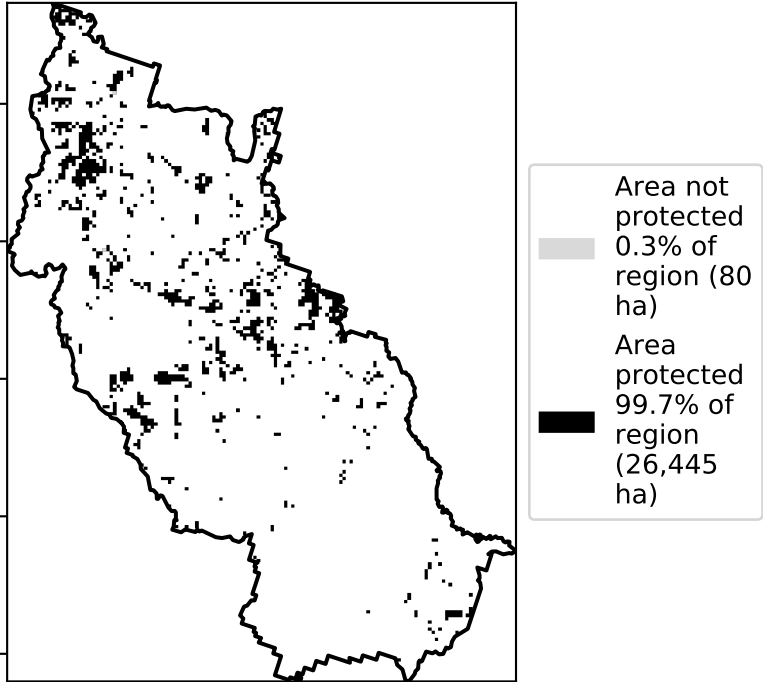 Area not
protected
0.3% of
region (80
ha)
Area
protected
99.7% of
region
(26,445
ha)